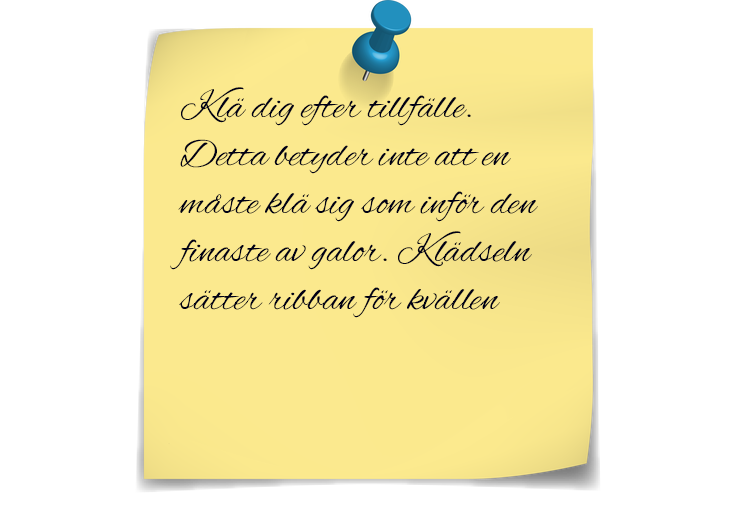 Klä dig efter tillfälle.
Detta betyder inte att en
måste klä sig som inför den
finaste av galor. Klädseln
sätter ribban för kvällen